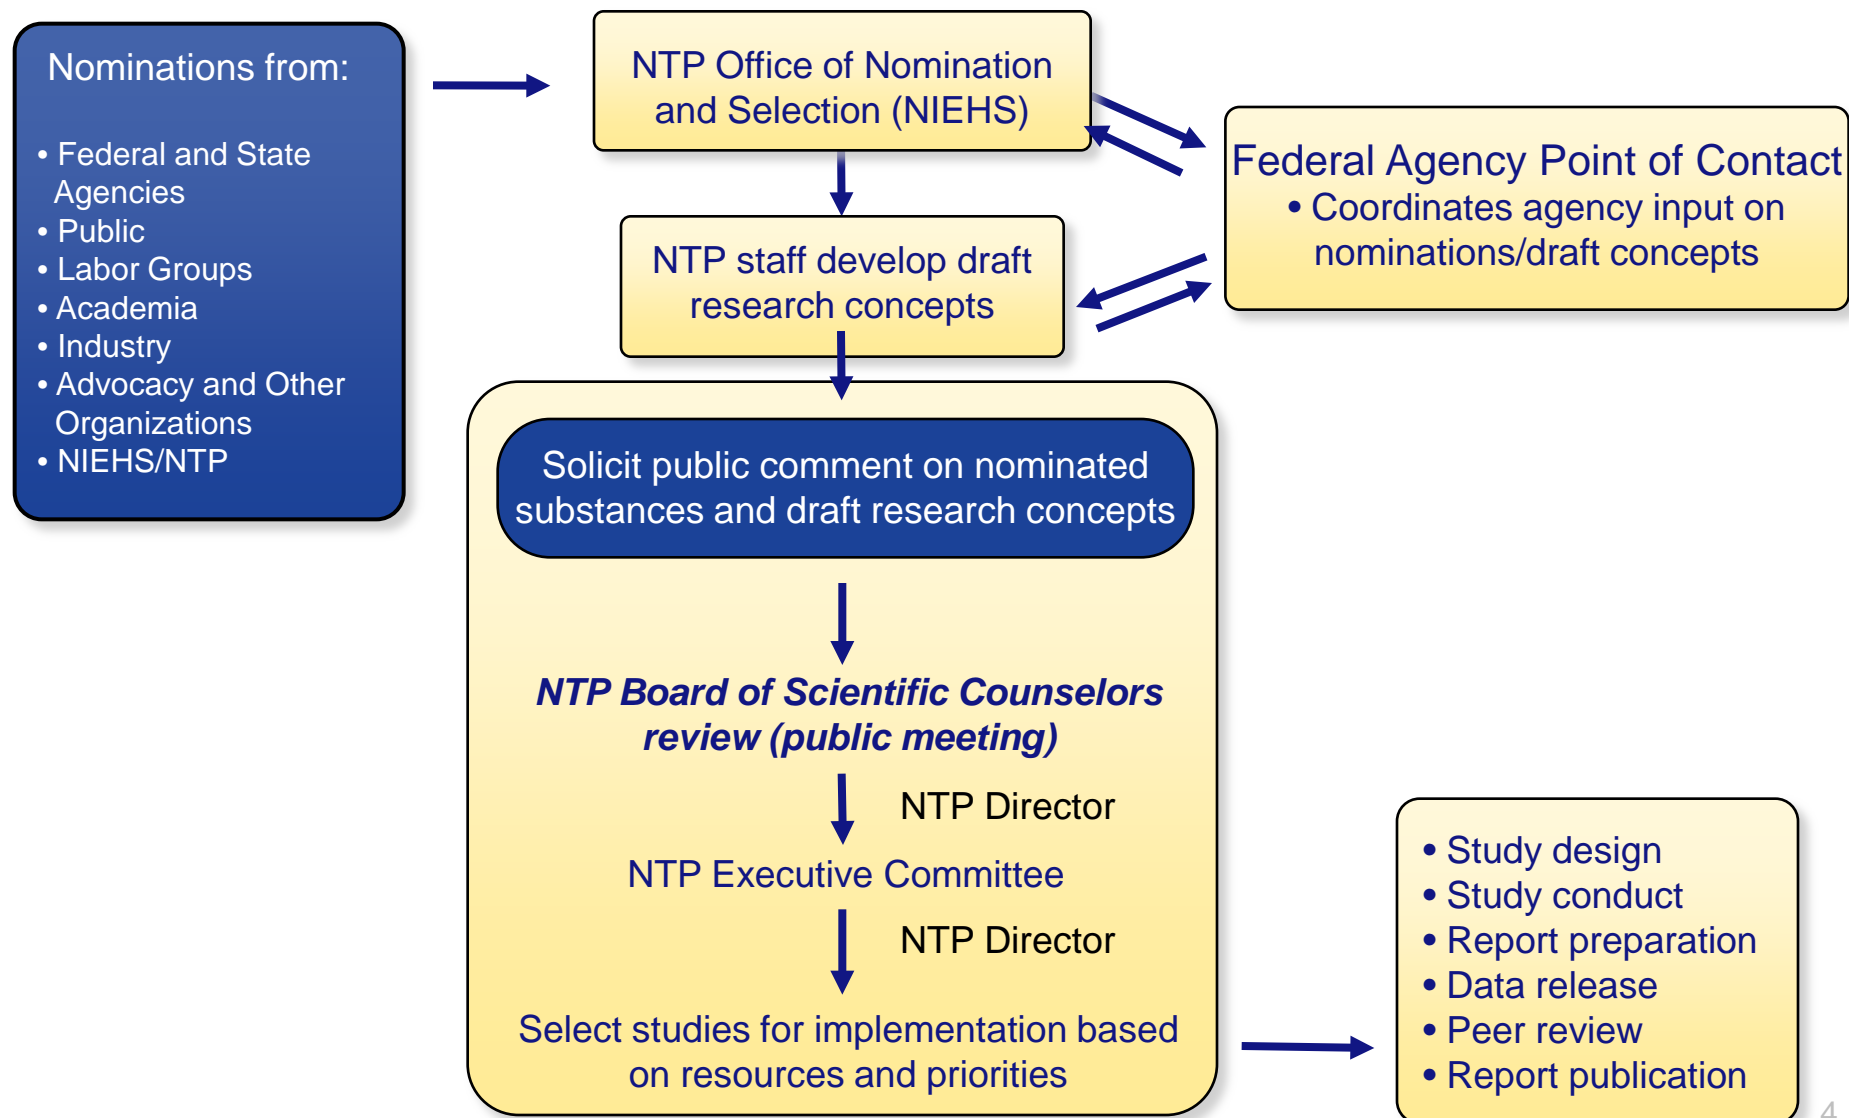 Nominations from:
• Federal and State
Agencies
• Public
• Labor Groups
• Academia
• Industry
• Advocacy and Other
Organizations
• NIEHS/NTP
NTP Office of Nomination
and Selection (NIEHS)
Federal Agency Point of Contact
• Coordinates agency input on
nominations/draft concepts
NTP staff develop draft
research concepts
Solicit public comment on nominated
substances and draft research concepts
NTP Board of Scientific Counselors
review (public meeting)
NTP Director
NTP Executive Committee
NTP Director
Select studies for implementation based
on resources and priorities
• Study design
• Study conduct
• Report preparation
• Data release
• Peer review
• Report publication
4